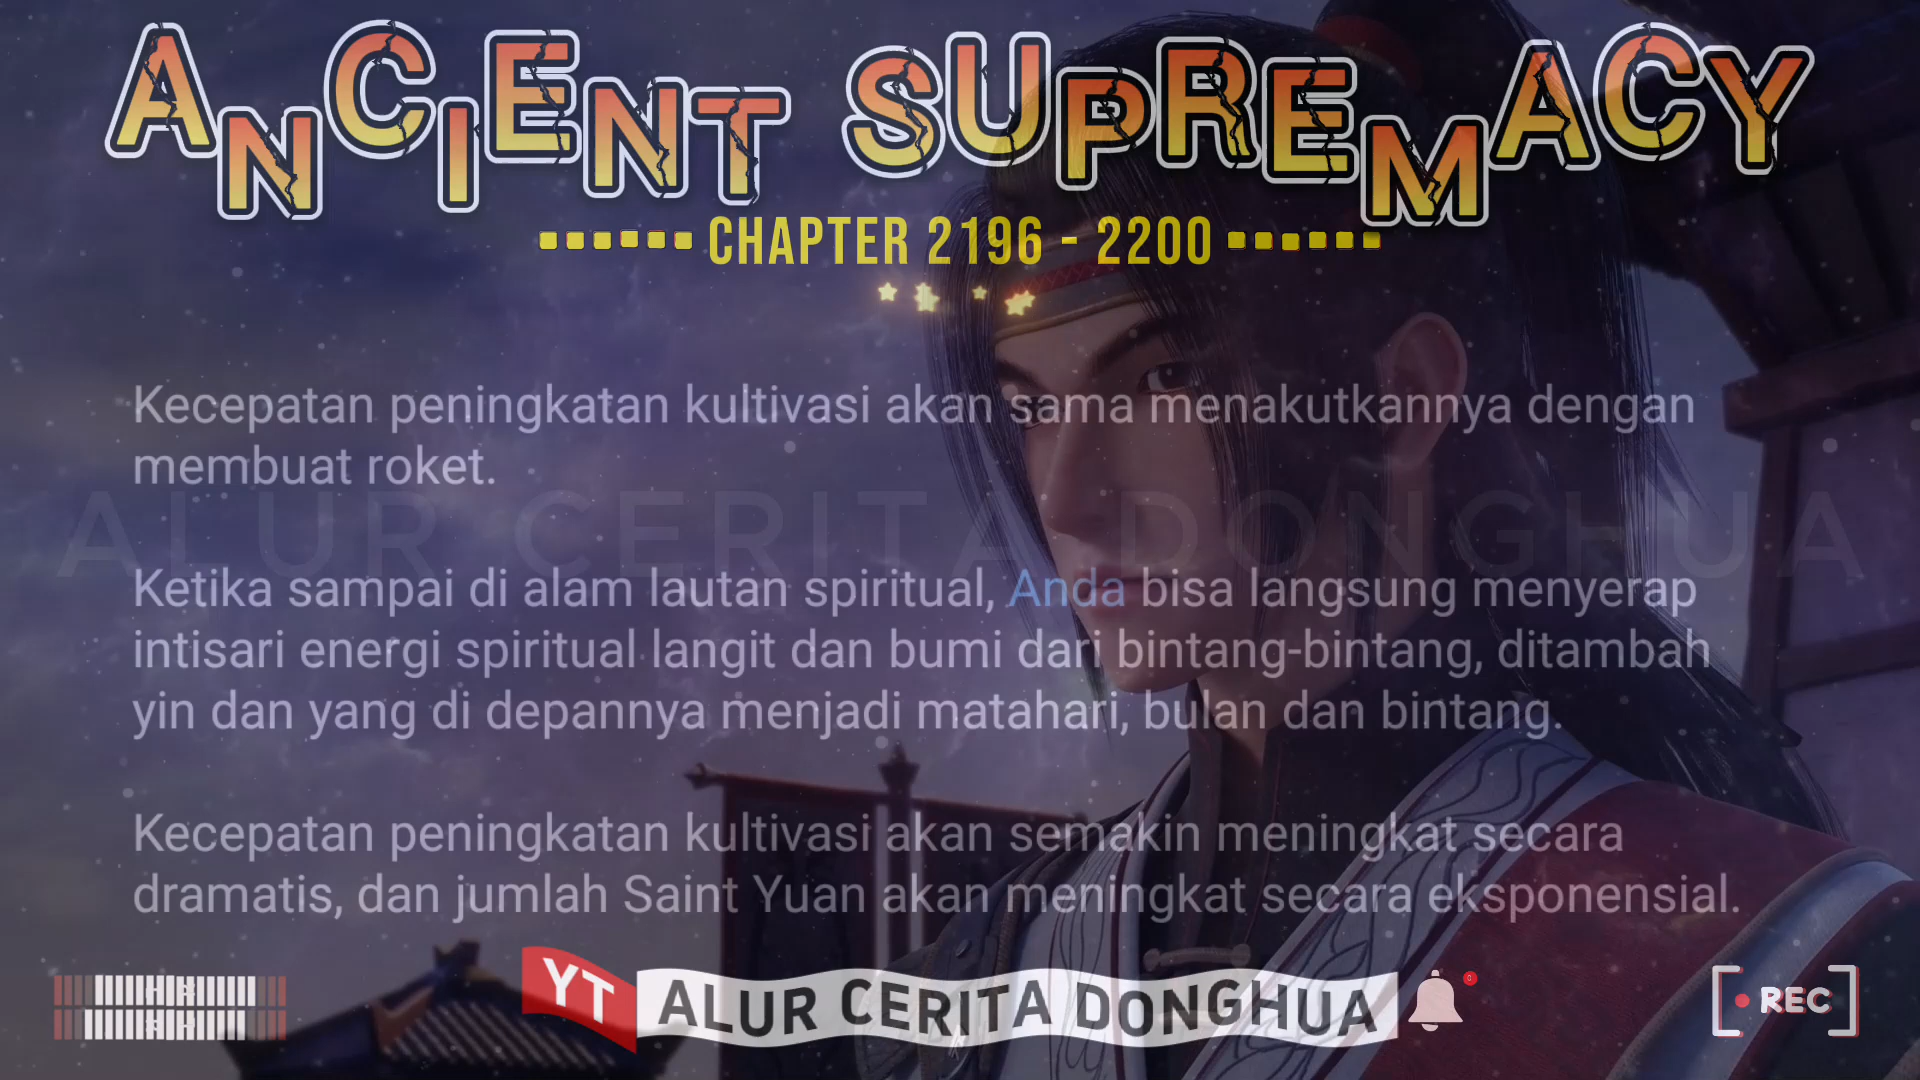 ANCIENT SUPREMACY
CHAPTER 2196 - 2200
Kecepatan peningkatan kultivasi akan sama menakutkannya dengan
membuat roket.
ALUR CERITA DONGHUA
Ketika sampai di alam lautan spiritual, Anda bisa langsung menyerap
intisari energi spiritual langit dan bumi dari bintang-bintang, ditambah
yin dan yang di depannya menjadi matahari, bulan dan bintang.
Kecepatan peningkatan kultivasi akan semakin meningkat secara
dramatis, dan jumlah Saint Yuan akan meningkat secara eksponensial.
YT ALUR CERITA DONGHUA
REC